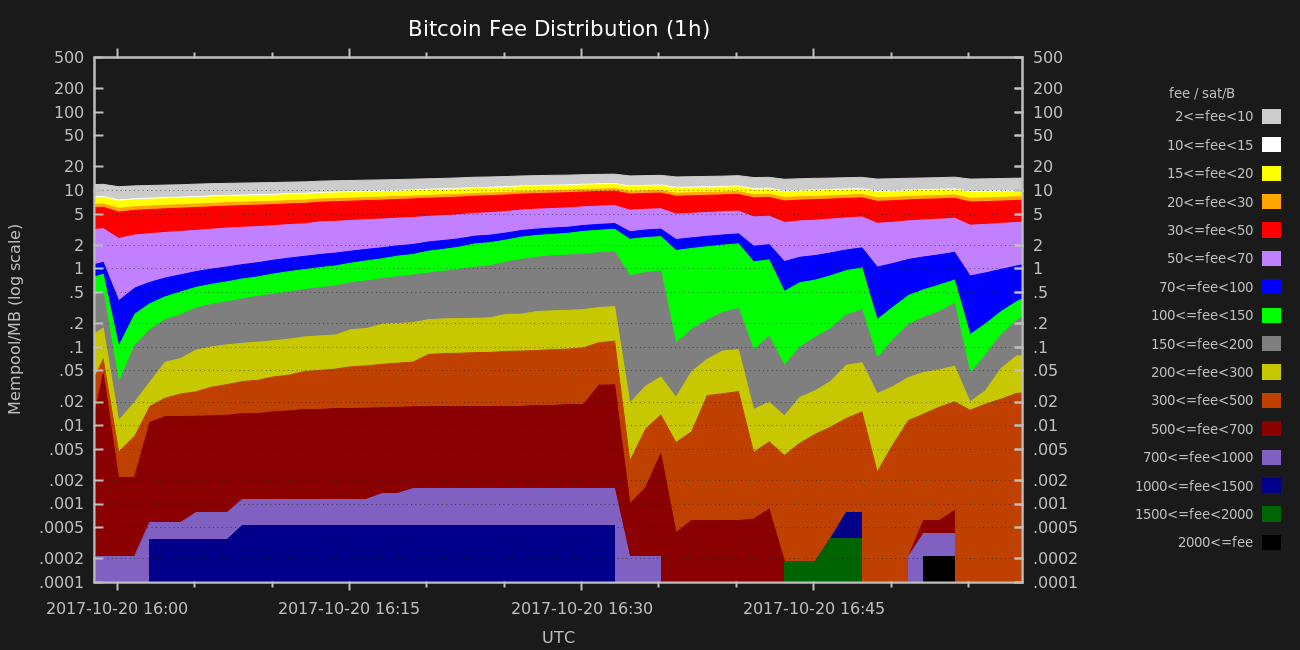 Bitcoin Fee Distribution (1h)
Mempool/MB (log scale)
500
200
100
50
20
10
5
2
1
.5
.2
.1
.05
.02
.01
.005
.002
.001
.0005
.0002
.0001
500
200
100
50
20
10
5
2
1
.5
.2
.1
.05
.02
.01
.005
.002
.001
.0005
.0002
.0001
2017-10-20 16:00 2017-10-20 16:15 2017-10-20 16:30 2017-10-20 16:45
UTC
fee / sat/B
2<=fee<10
10<=fee<15
15<=fee<20
20<=fee<30
30<=fee<50
50<=fee<70
70<=fee<100
100<=fee<150
150<=fee<200
200<=fee<300
300<=fee<500
500<=fee<700
700<=fee<1000
1000<=fee<1500
1500<=fee<2000
2000<=fee